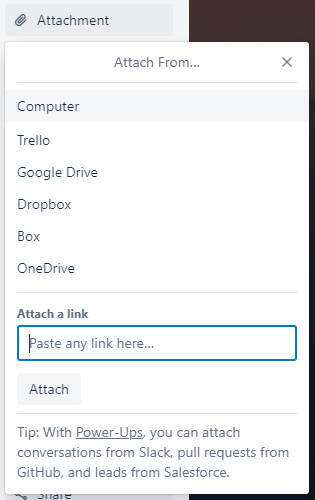 Attachment
Attach From...
Computer
Trello
Google Drive
Dropbox
Box
OneDrive
Attach a link
Paste any link here...
Attach
Tip: With Power-Ups, you can attach
conversations from Slack, pull requests from
GitHub, and leads from Salesforce.
Share